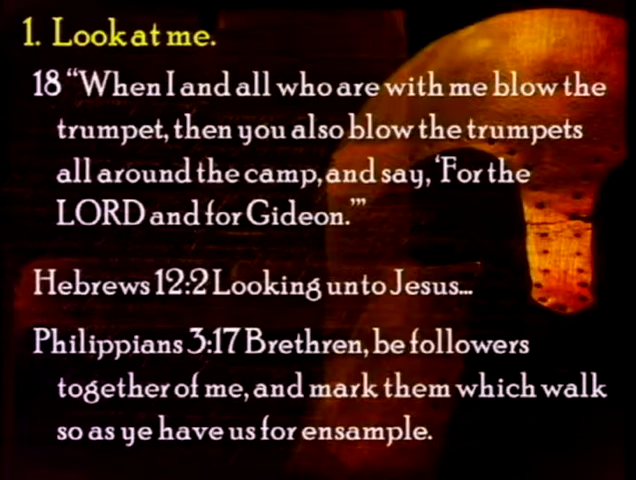 1. Look at me.
18 “When I and all who are with me blow the
trumpet, then you also blow the trumpets
all around the camp, and say, ‘For the
LORD and for Gideon.’”
Hebrews 12:2 Looking unto Jesus...
Philippians 3:17 Brethren, be followers
together of me, and mark them which walk
so as ye have us for ensample.